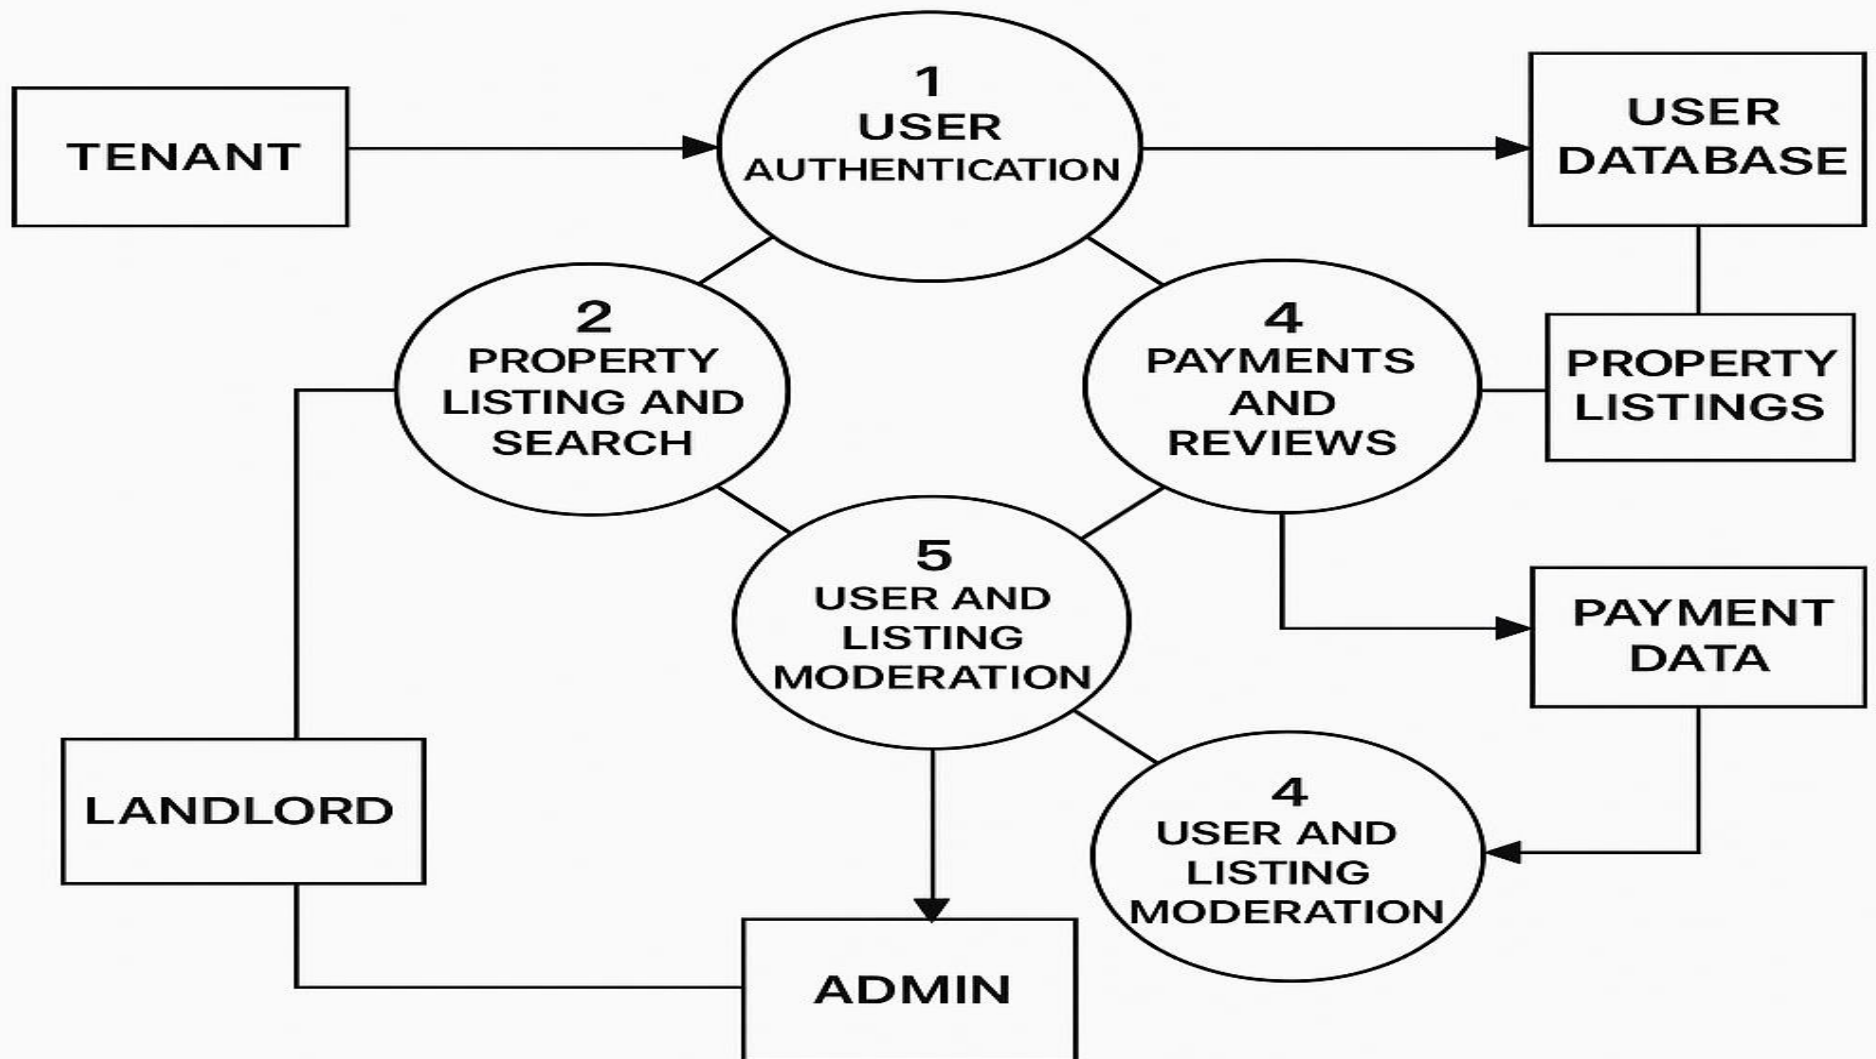 1
USER
AUTHENTICATION
TENANT
USER
DATABASE
2
PROPERTY
LISTING AND
SEARCH
4
PAYMENTS
AND
REVIEWS
PROPERTY
LISTINGS
5
USER AND
LISTING
MODERATION
PAYMENT
DATA
LANDLORD
4
USER AND
LISTING
MODERATION
ADMIN